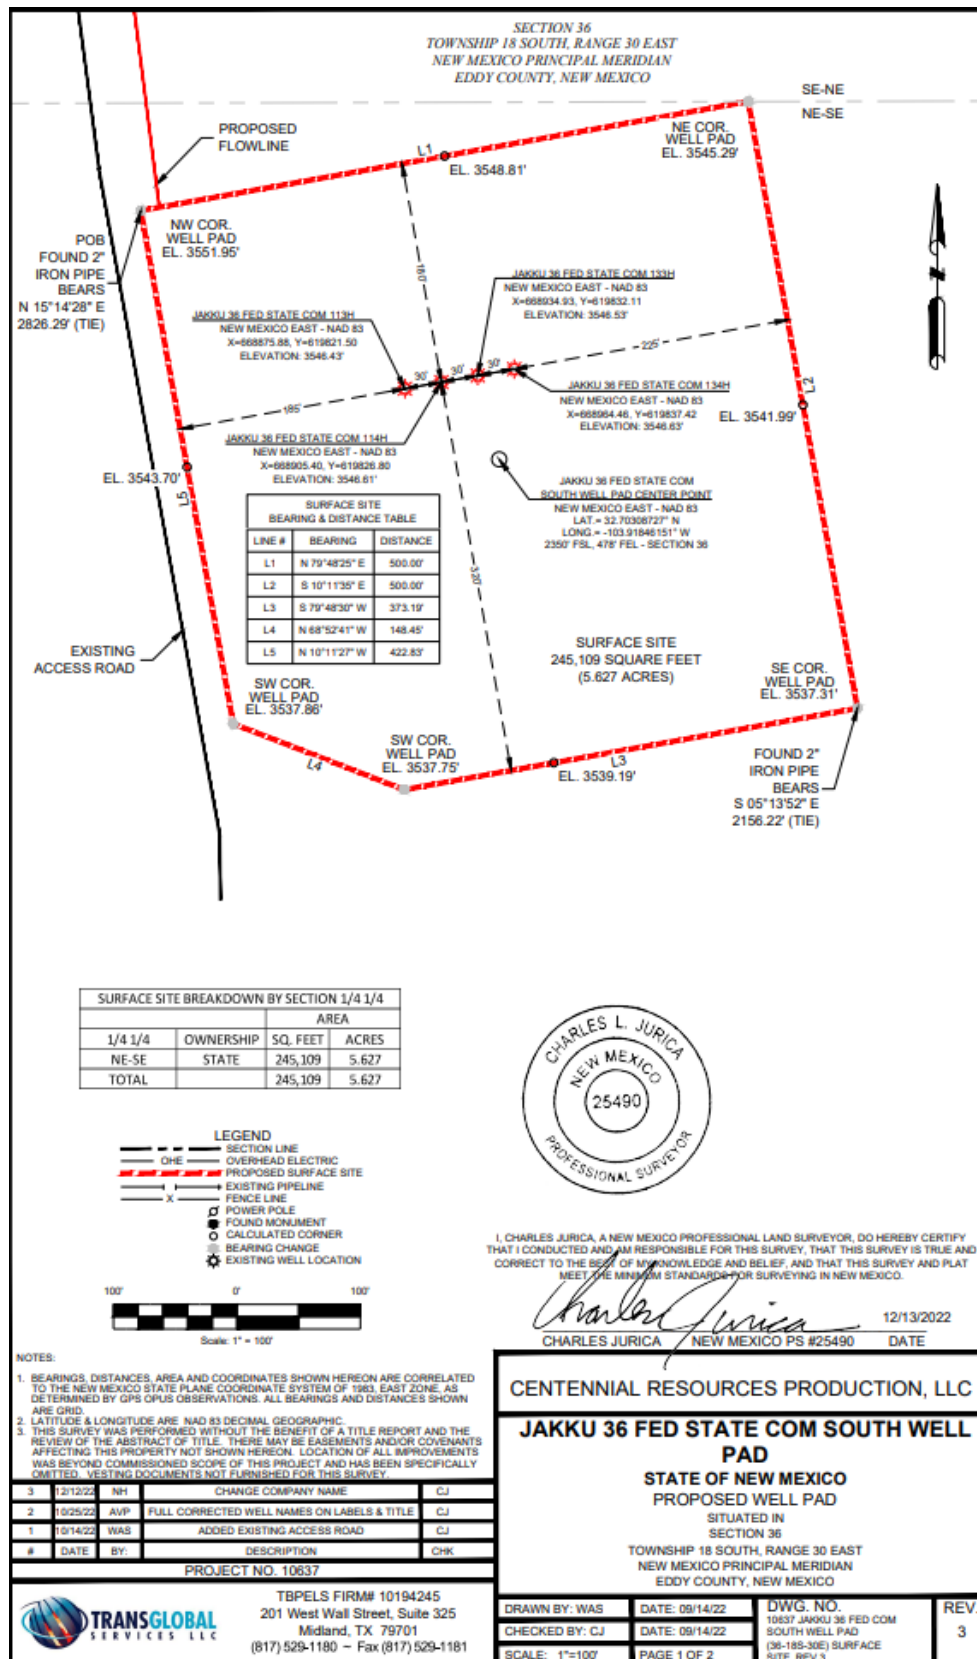 SECTION 36
TOWNSHIP 18 SOUTH, RANGE 30 EAST
NEW MEXICO PRINCIPAL MERIDIAN
EDDY COUNTY, NEW MEXICO
SE-NE
NE-SE
PROPOSED
FLOWLINE
L1
NE COR.
WELL PAD
EL. 3545.29'
EL. 3548.81'
NW COR.
WELL PAD
EL. 3551.95'
POB
FOUND 2"
IRON PIPE
BEARS
N 15°14'28" E
2826.29' (TIE)
180'
N
JAKKU 36 FED STATE COM 133H
NEW MEXICO EAST - NAD 83
X=668934.93, Y=619832.11
ELEVATION: 3546.53'
JAKKU 36 FED STATE COM 113H
NEW MEXICO EAST - NAD 83
X=668875.88, Y=619821.50
ELEVATION: 3546.43'
225'
30'
30'
30'
185'
JAKKU 36 FED STATE COM 134H
NEW MEXICO EAST - NAD 83
X=668964.46, Y=619837.42
ELEVATION: 3546.63'
L2
EL. 3541.99'
JAKKU 36 FED STATE COM 114H
NEW MEXICO EAST - NAD 83
X=668905.40, Y=619826.80
ELEVATION: 3546.61'
EL. 3543.70'
L5
JAKKU 36 FED STATE COM
SOUTH WELL PAD CENTER POINT
NEW MEXICO EAST - NAD 83
LAT.= 32.70308727° N
LONG.= -103.91846151° W
2350' FSL, 478' FEL - SECTION 36
SURFACE SITE
BEARING & DISTANCE TABLE
LINE # BEARING DISTANCE
L1 N 79°48'25" E 500.00'
L2 S 10°11'35" E 500.00'
L3 S 79°48'30" W 373.19'
L4 N 68°52'41" W 148.45'
L5 N 10°11'27" W 422.83'
320'
EXISTING
ACCESS ROAD
SURFACE SITE
245,109 SQUARE FEET
(5.627 ACRES)
SE COR.
WELL PAD
EL. 3537.31'
SW COR.
WELL PAD
EL. 3537.86'
SW COR.
WELL PAD
EL. 3537.75'
L4
L3
EL. 3539.19'
FOUND 2"
IRON PIPE
BEARS
S 05°13'52" E
2156.22' (TIE)
SURFACE SITE BREAKDOWN BY SECTION 1/4 1/4
AREA
1/4 1/4 OWNERSHIP SQ. FEET ACRES
NE-SE STATE 245,109 5.627
TOTAL 245,109 5.627
CHARLES L. JURICA
NEW MEXICO
25490
PROFESSIONAL SURVEYOR
LEGEND
SECTION LINE
OHE OVERHEAD ELECTRIC
PROPOSED SURFACE SITE
EXISTING PIPELINE
X FENCE LINE
POWER POLE
FOUND MONUMENT
CALCULATED CORNER
BEARING CHANGE
EXISTING WELL LOCATION
100' 0' 100'
Scale: 1" = 100'
I, CHARLES JURICA, A NEW MEXICO PROFESSIONAL LAND SURVEYOR, DO HEREBY CERTIFY
THAT I CONDUCTED AND AM RESPONSIBLE FOR THIS SURVEY, THAT THIS SURVEY IS TRUE AND
CORRECT TO THE BEST OF MY KNOWLEDGE AND BELIEF, AND THAT THIS SURVEY AND PLAT
MEET THE MINIMUM STANDARDS FOR SURVEYING IN NEW MEXICO.
Charles Jurica
12/13/2022
CHARLES JURICA NEW MEXICO PS #25490 DATE
NOTES:
1. BEARINGS, DISTANCES, AREA AND COORDINATES SHOWN HEREON ARE CORRELATED
TO THE NEW MEXICO STATE PLANE COORDINATE SYSTEM OF 1983, EAST ZONE, AS
DETERMINED BY GPS OPUS OBSERVATIONS. ALL BEARINGS AND DISTANCES SHOWN
ARE GRID.
2. LATITUDE & LONGITUDE ARE NAD 83 DECIMAL GEOGRAPHIC.
3. THIS SURVEY WAS PERFORMED WITHOUT THE BENEFIT OF A TITLE REPORT AND THE
REVIEW OF THE ABSTRACT OF TITLE. THERE MAY BE EASEMENTS AND/OR COVENANTS
AFFECTING THIS PROPERTY NOT SHOWN HEREON. LOCATION OF ALL IMPROVEMENTS
WAS BEYOND COMMISSIONED SCOPE OF THIS PROJECT AND HAS BEEN SPECIFICALLY
OMITTED. VESTING DOCUMENTS NOT FURNISHED FOR THIS SURVEY.
3 12/12/22 NH CHANGE COMPANY NAME CJ
2 10/25/22 AVP FULL CORRECTED WELL NAMES ON LABELS & TITLE CJ
1 10/14/22 WAS ADDED EXISTING ACCESS ROAD CJ
# DATE BY: DESCRIPTION CHK
PROJECT NO. 10637
TRANSGLOBAL
SERVICES LLC
TBPELS FIRM# 10194245
201 West Wall Street, Suite 325
Midland, TX 79701
(817) 529-1180 ~ Fax (817) 529-1181
CENTENNIAL RESOURCES PRODUCTION, LLC
JAKKU 36 FED STATE COM SOUTH WELL
PAD
STATE OF NEW MEXICO
PROPOSED WELL PAD
SITUATED IN
SECTION 36
TOWNSHIP 18 SOUTH, RANGE 30 EAST
NEW MEXICO PRINCIPAL MERIDIAN
EDDY COUNTY, NEW MEXICO
DRAWN BY: WAS DATE: 09/14/22
CHECKED BY: CJ DATE: 09/14/22
SCALE: 1"=100' PAGE 1 OF 2
DWG. NO.
10637 JAKKU 36 FED COM
SOUTH WELL PAD
(36-18S-30E) SURFACE
SITE_REV 3
REV.
3